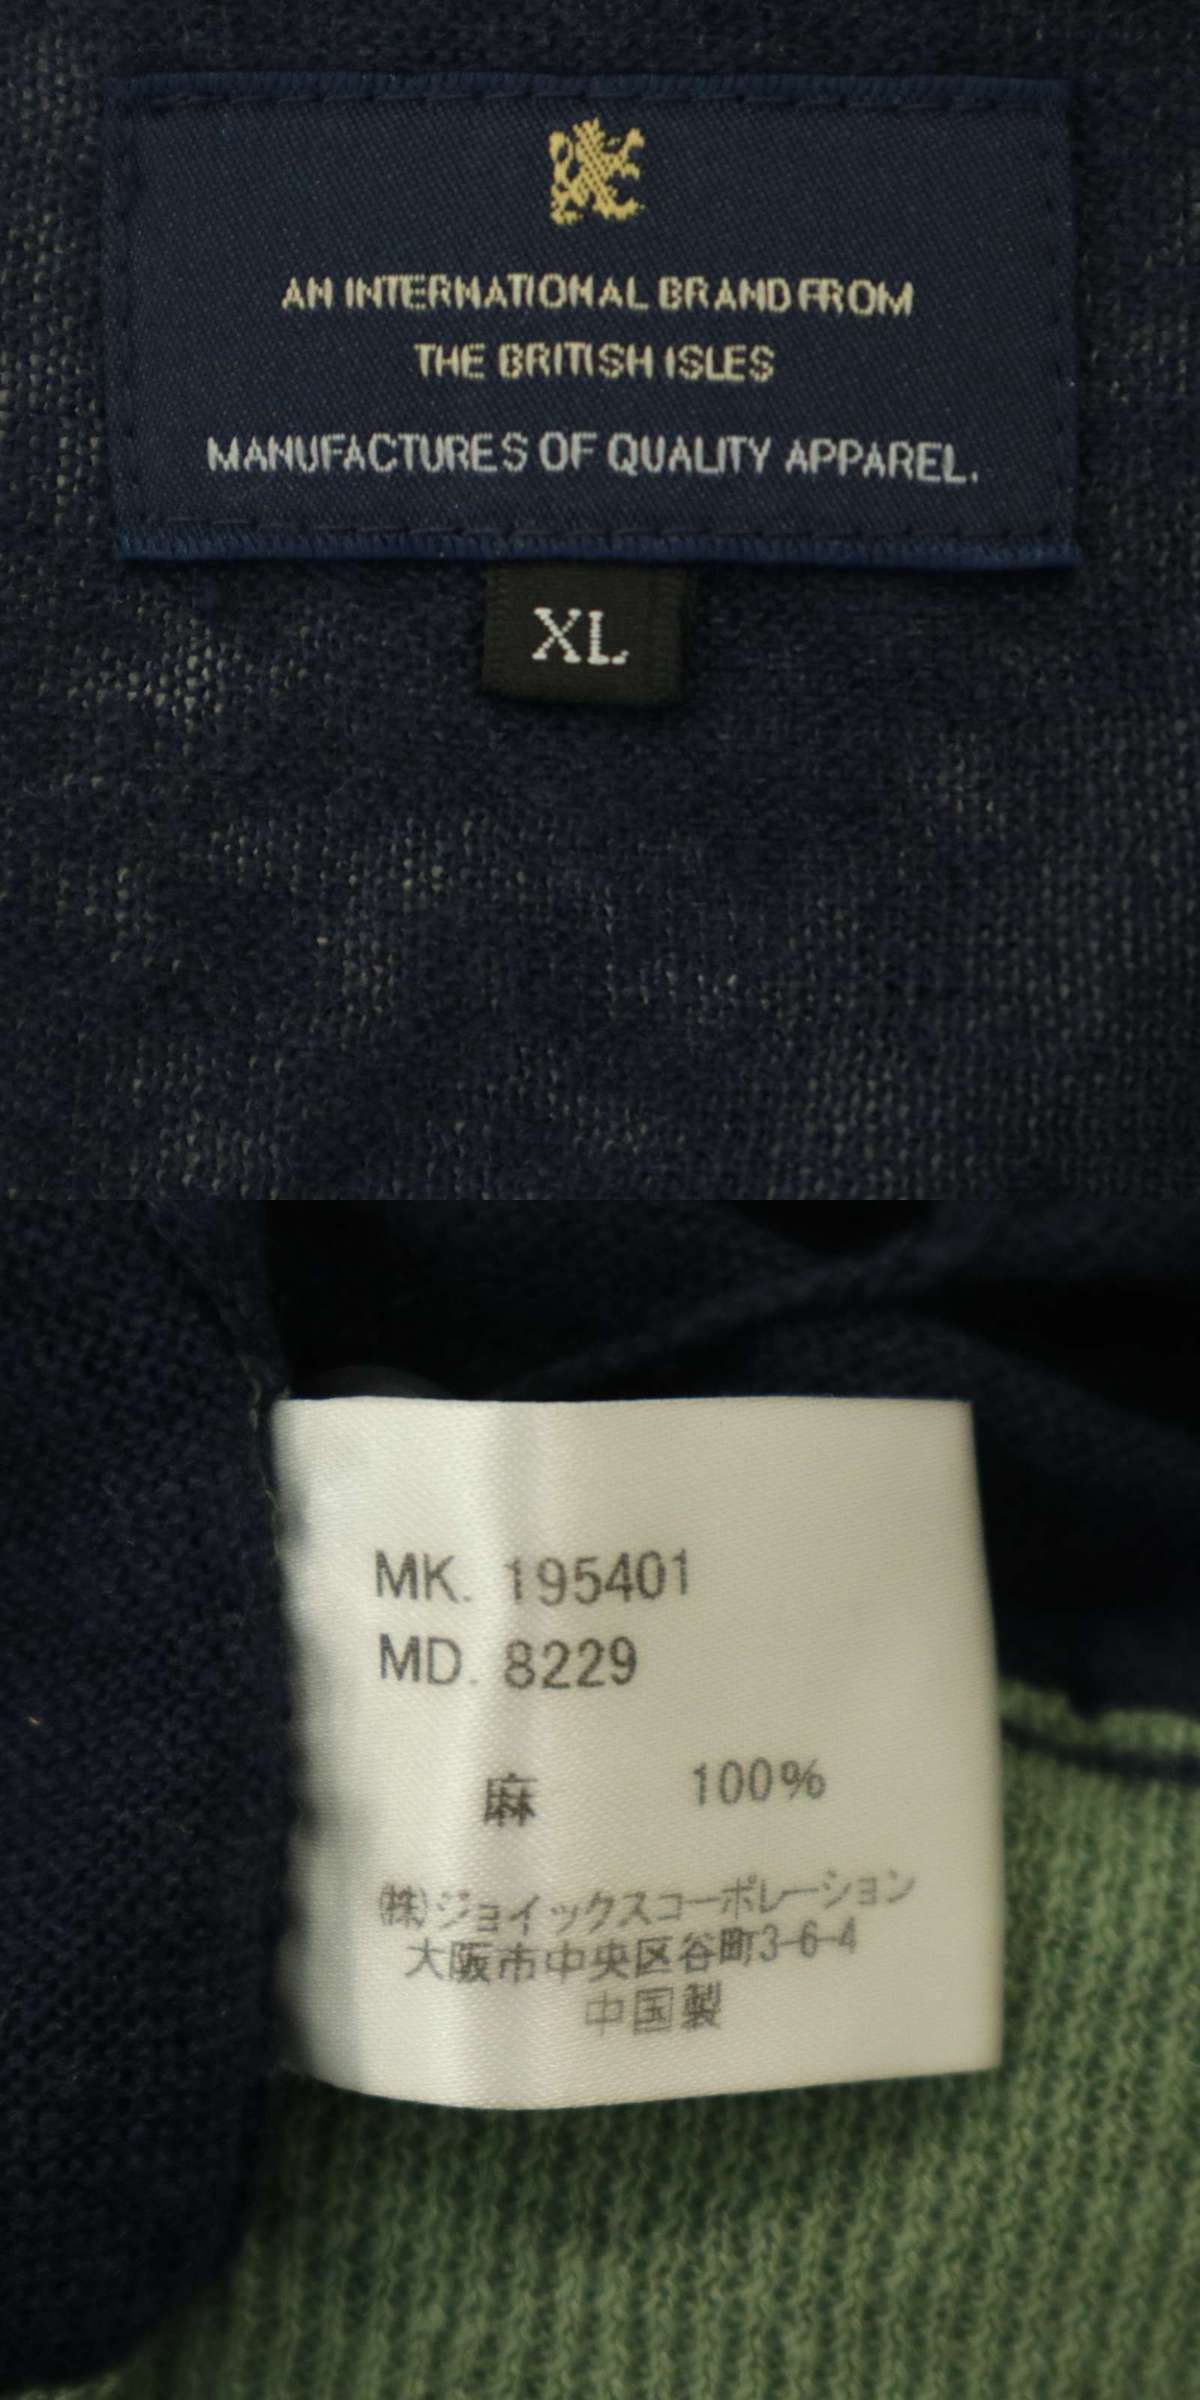 AN INTERNATIONAL BRAND FROM
THE BRITISH ISLES
MANUFACTURES OF QUALITY APPAREL.
XL
MK. 195401
MD. 8229
麻 100%
㈱ジョイックスコーポレーション
大阪市中央区谷町3-6-4
中国製